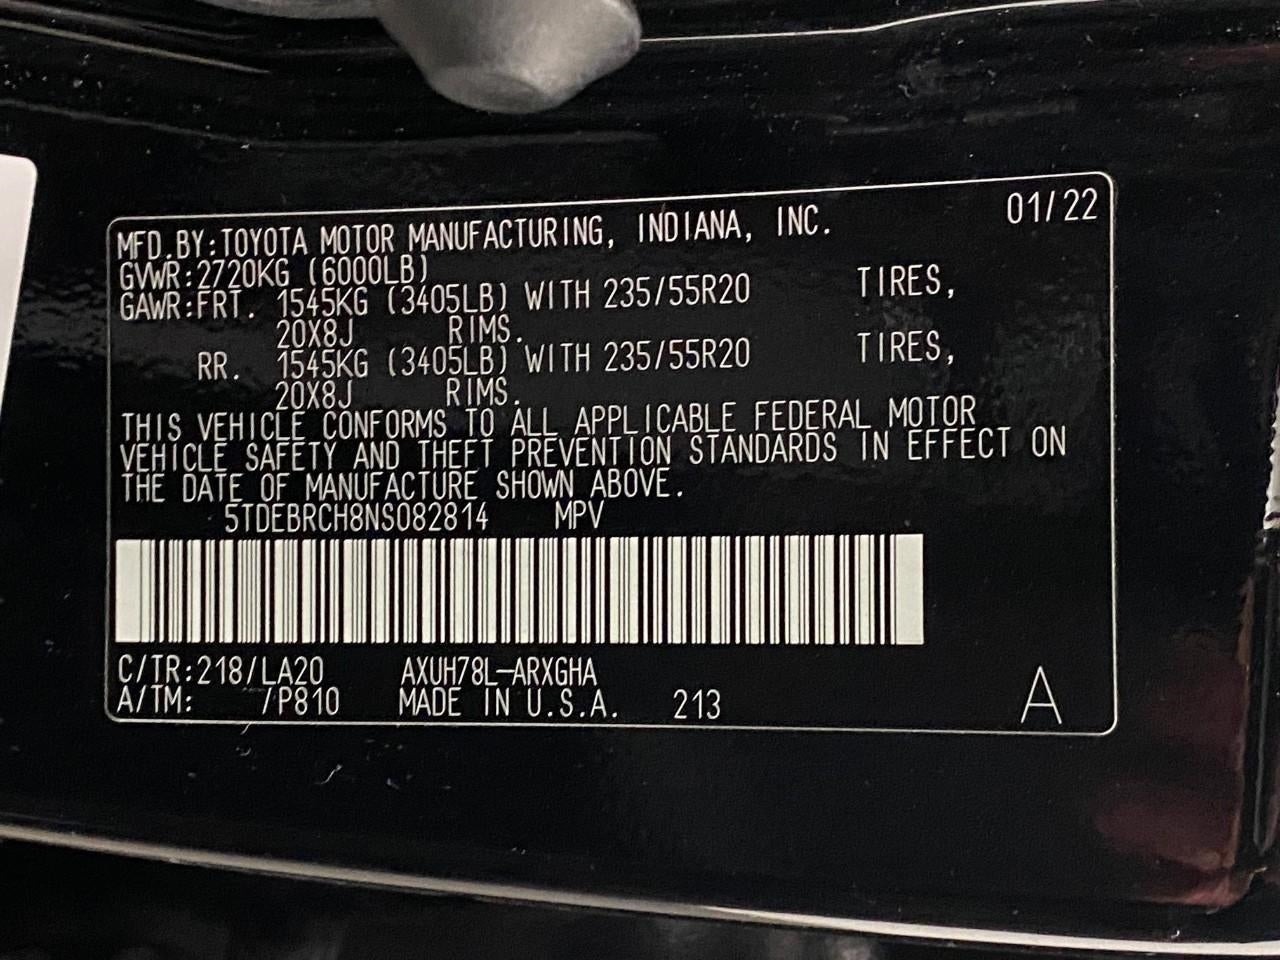 01/22
MFD.BY:TOYOTA MOTOR MANUFACTURING, INDIANA, INC.
GVWR:2720KG (6000LB)
GAWR:FRT. 1545KG (3405LB) WITH 235/55R20 TIRES,
20X8J RIMS.
RR. 1545KG (3405LB) WITH 235/55R20 TIRES,
20X8J RIMS.
THIS VEHICLE CONFORMS TO ALL APPLICABLE FEDERAL MOTOR
VEHICLE SAFETY AND THEFT PREVENTION STANDARDS IN EFFECT ON
THE DATE OF MANUFACTURE SHOWN ABOVE.
5TDEBRCH8NS082814 MPV
C/TR:218/LA20 AXUH78L-ARXGHA
A/TM: /P810 MADE IN U.S.A. 213 A